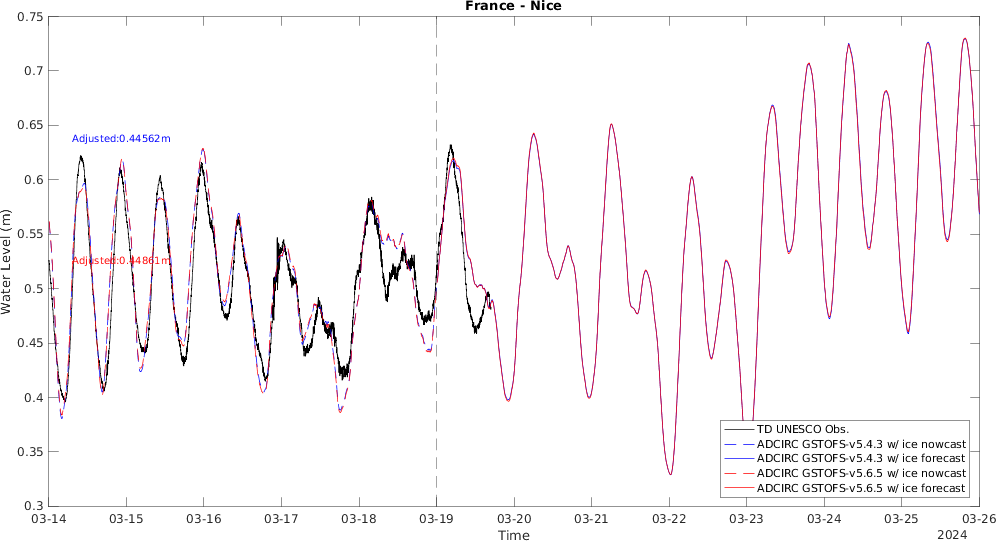 France - Nice
0.75
0.7
0.65
0.6
0.55
0.5
0.45
0.4
0.35
0.3
Water Level (m)
Adjusted:0.44562m
Adjusted:0.44861m
TD UNESCO Obs.
ADCIRC GSTOFS-v5.4.3 w/ ice nowcast
ADCIRC GSTOFS-v5.4.3 w/ ice forecast
ADCIRC GSTOFS-v5.6.5 w/ ice nowcast
ADCIRC GSTOFS-v5.6.5 w/ ice forecast
03-14 03-15 03-16 03-17 03-18 03-19 03-20 03-21 03-22 03-23 03-24 03-25 03-26
Time
2024